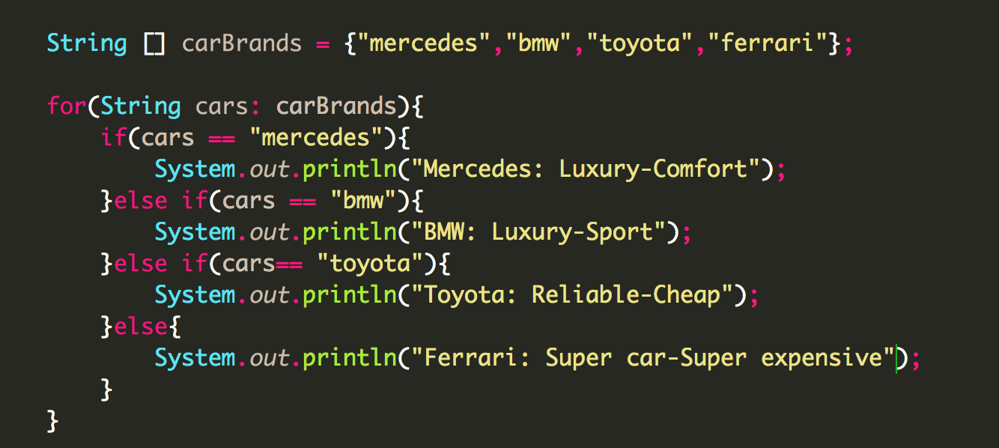 String [] carBrands = {"mercedes","bmw","toyota","ferrari"};
for(String cars: carBrands){
if(cars == "mercedes"){
System.out.println("Mercedes: Luxury-Comfort");
}else if(cars == "bmw"){
System.out.println("BMW: Luxury-Sport");
}else if(cars== "toyota"){
System.out.println("Toyota: Reliable-Cheap");
}else{
System.out.println("Ferrari: Super car-Super expensive");
}
}